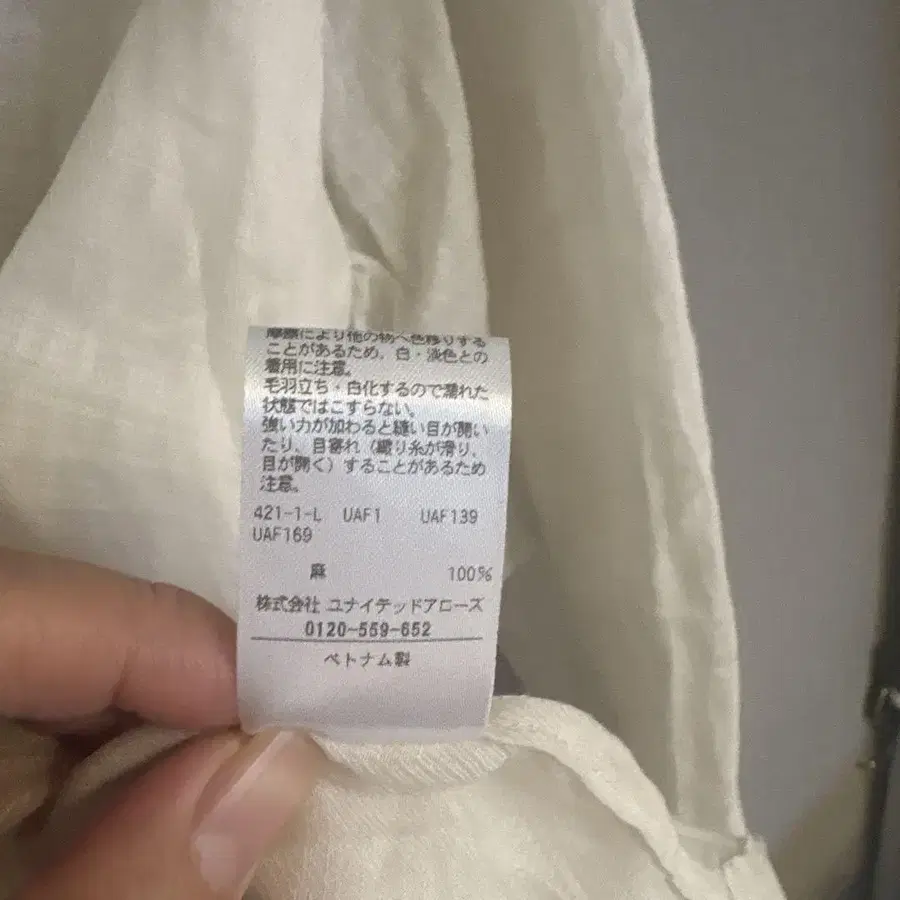 摩擦により他の物へ色移りする
ことがあるため、白・淡色との
着用に注意。
毛羽立ち・白化するので濡れた
状態ではこすらない。
強い力が加わると縫い目が開い
たり、目寄れ（織り糸が滑り、
目が開く）することがあるため
注意。
421-1-L UAF1 UAF139
UAF169
麻 100%
株式会社 ユナイテッドアローズ
0120-559-652
ベトナム製